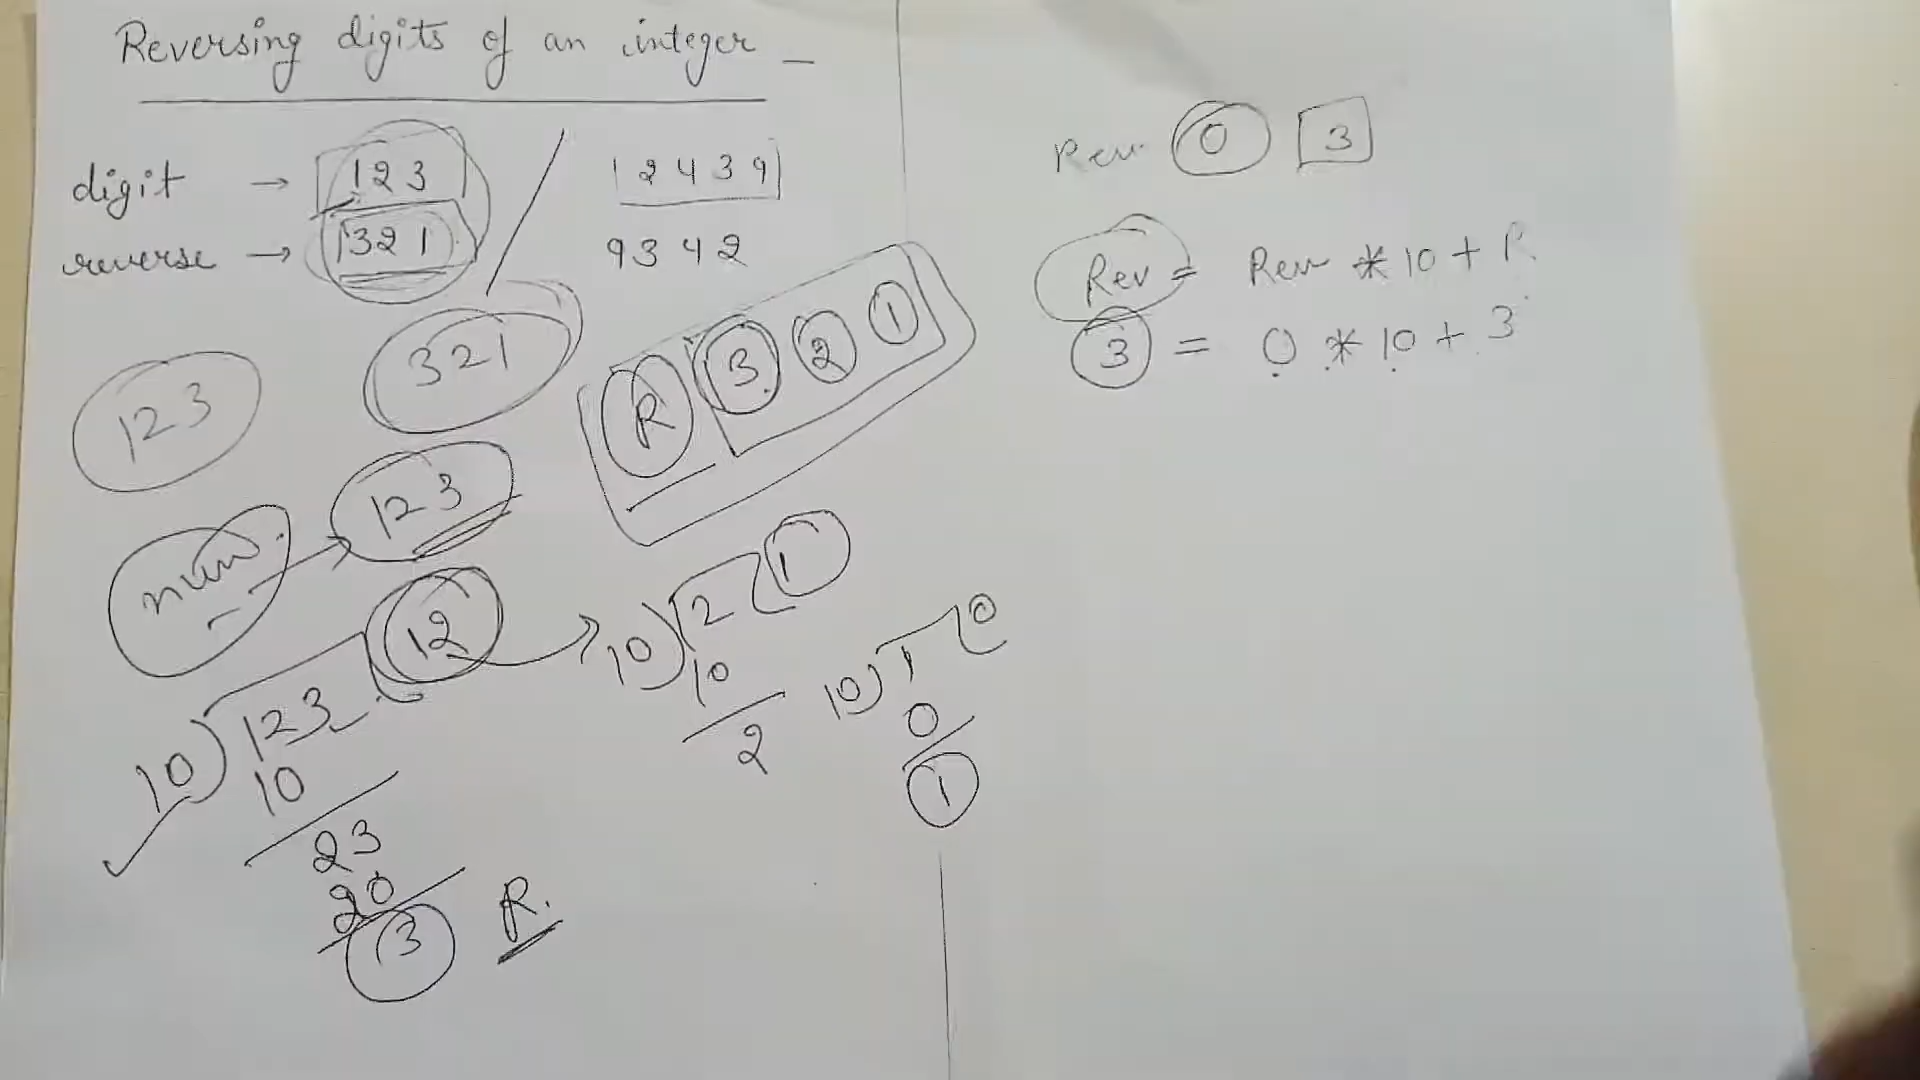 Reversing digits of an integer -
digit → 123
reverse → 321
2439
9342
123
321
R 3 2 1
num → 123
10) 123 (12
10
23
20
3 R.
10) 12 (1
10
2
10) 1 (0
0
1
Rev 0 3
Rev = Rev * 10 + R
3 = 0 * 10 + 3